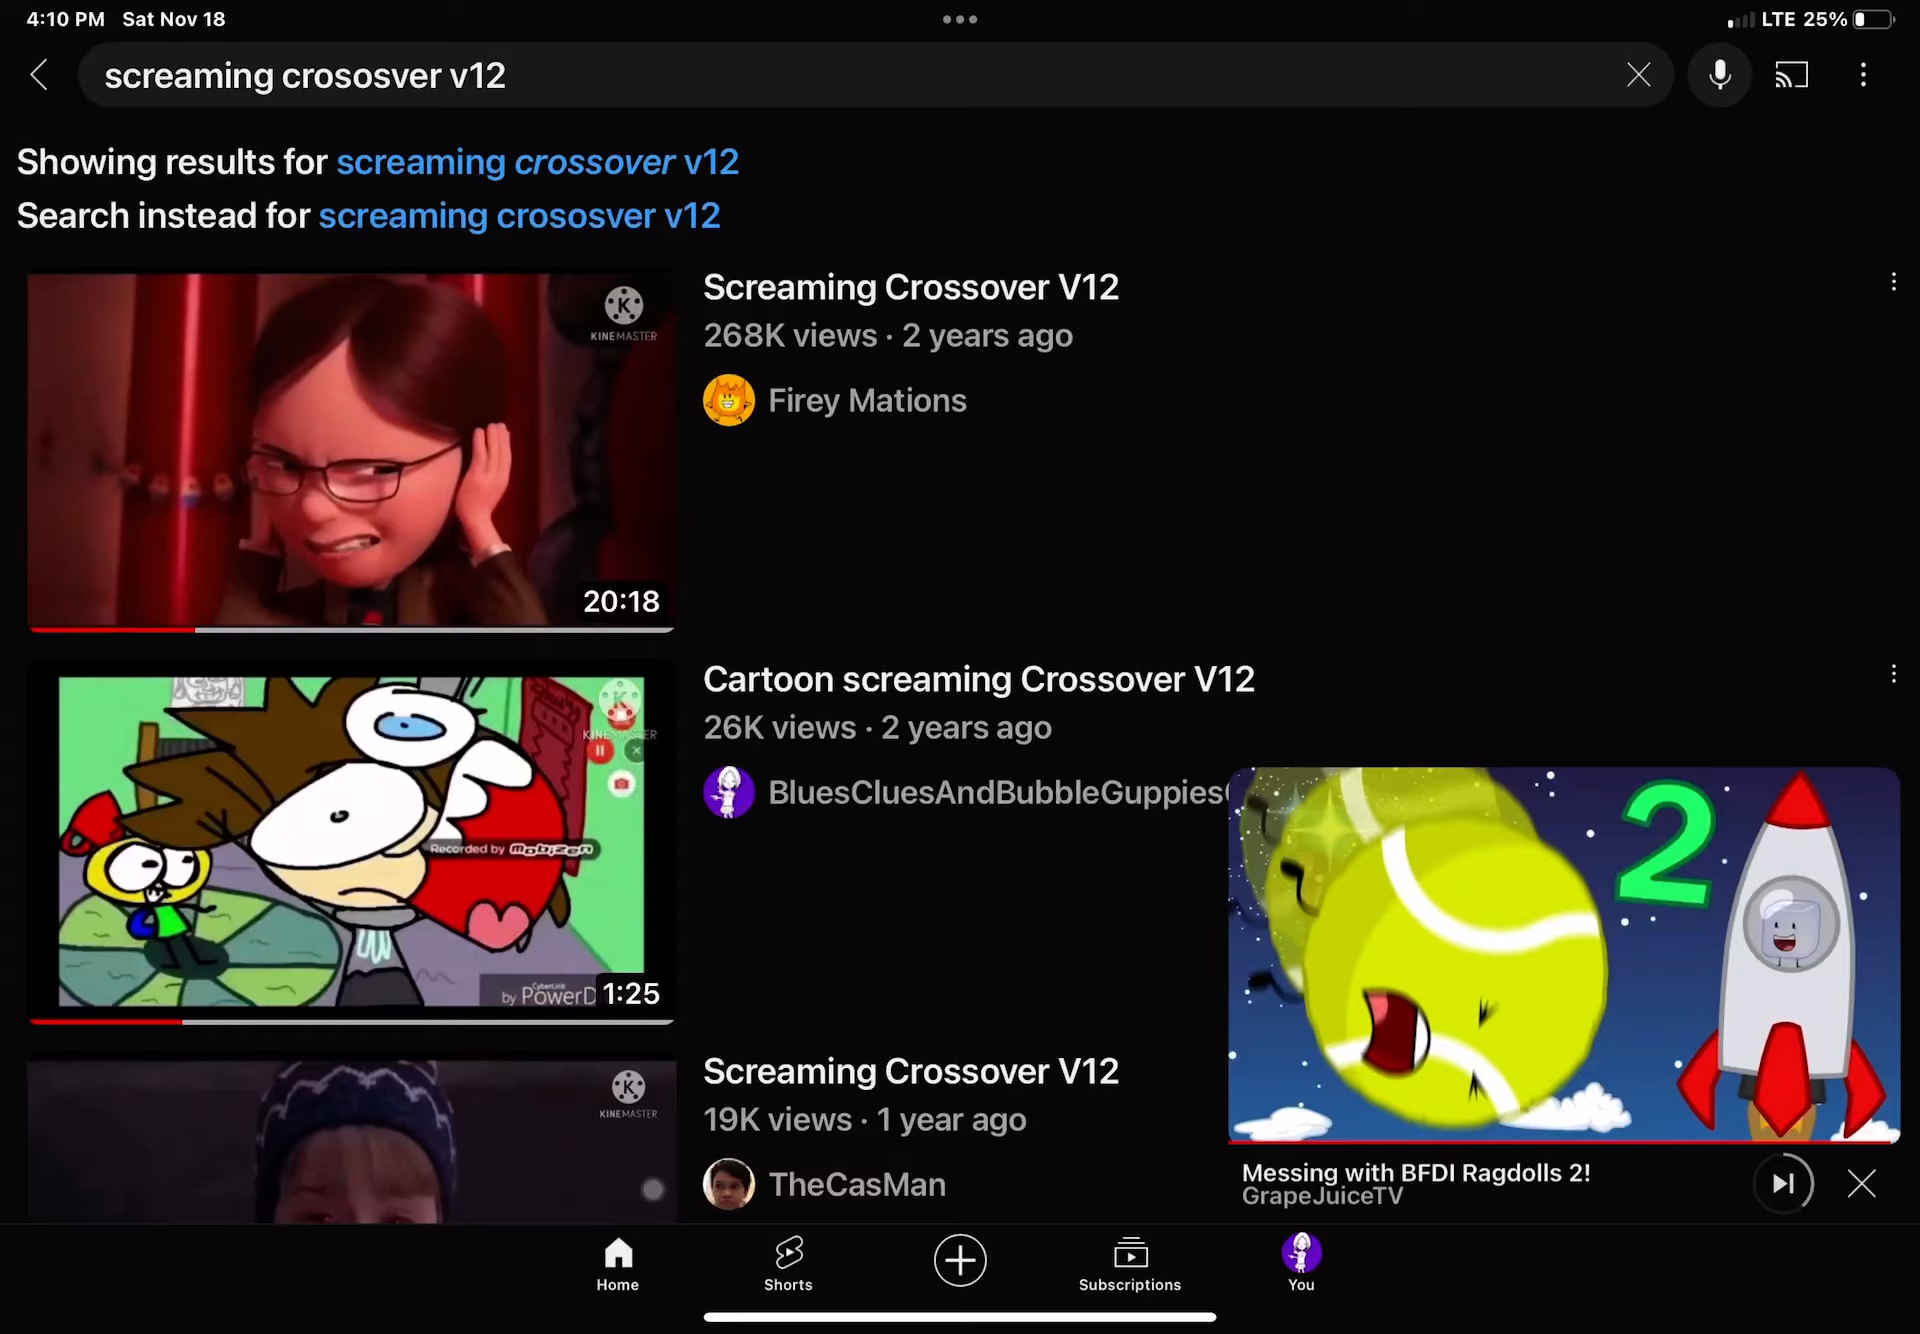 4:10 PM Sat Nov 18
LTE 25%
screaming crososver v12
Showing results for screaming crossover v12
Search instead for screaming crososver v12
K
KINEMASTER
20:18
Screaming Crossover V12
268K views · 2 years ago
Firey Mations
K
KINEMASTER
Recorded by mobizen
CyberLink
by PowerD
1:25
Cartoon screaming Crossover V12
26K views · 2 years ago
BluesCluesAndBubbleGuppies
K
KINEMASTER
Screaming Crossover V12
19K views · 1 year ago
TheCasMan
2
Messing with BFDI Ragdolls 2!
GrapeJuiceTV
Home
Shorts
Subscriptions
You